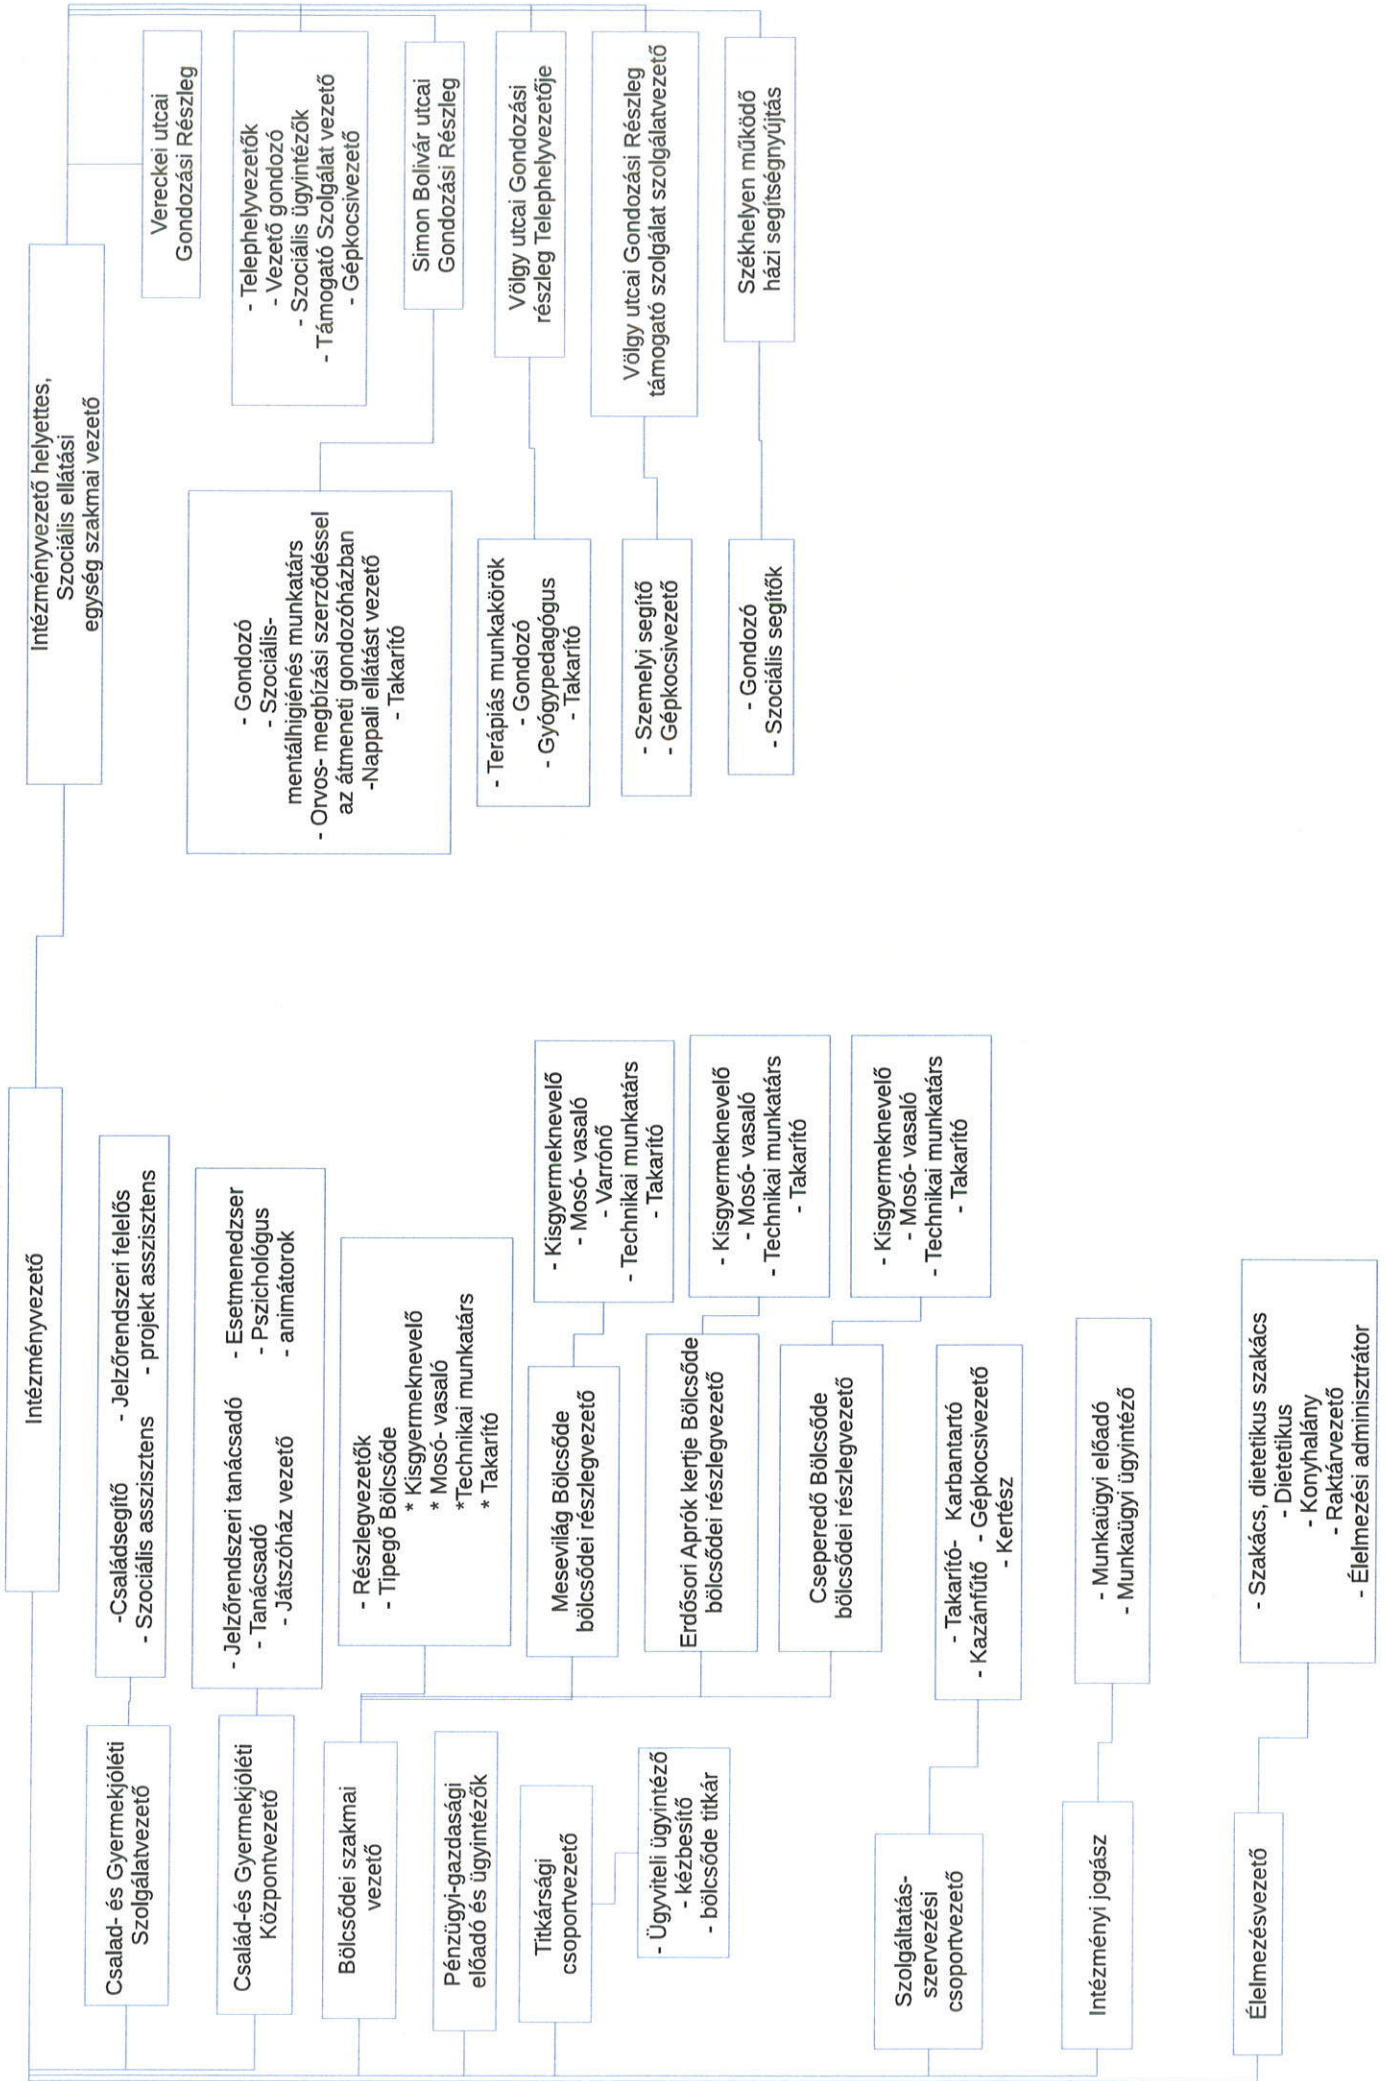 Intézményvezető
Intézményvezető helyettes,
Szociális ellátási
egység szakmai vezető
Csalad- és Gyermekjóléti
Szolgálatvezető
-Családsegítő - Jelzőrendszeri felelős
- Szociális asszisztens - projekt asszisztens
Család-és Gyermekjóléti
Központvezető
- Jelzőrendszeri tanácsadó - Esetmenedzser
- Tanácsadó - Pszichológus
- Játszóház vezető - animátorok
Bölcsődei szakmai
vezető
- Részlegvezetők
- Tipegő Bölcsőde
* Kisgyermeknevelő
* Mosó- vasaló
*Technikai munkatárs
* Takarító
Mesevilág Bölcsőde
bölcsődei részlegvezető
- Kisgyermeknevelő
- Mosó- vasaló
- Varrónő
- Technikai munkatárs
- Takarító
Erdősori Aprók kertje Bölcsőde
bölcsődei részlegvezető
- Kisgyermeknevelő
- Mosó- vasaló
- Technikai munkatárs
- Takarító
Cseperedő Bölcsőde
bölcsődei részlegvezető
- Kisgyermeknevelő
- Mosó- vasaló
- Technikai munkatárs
- Takarító
Pénzügyi-gazdasági
előadó és ügyintézők
Titkársági
csoportvezető
- Ügyviteli ügyintéző
- kézbesítő
- bölcsőde titkár
Szolgáltatás-
szervezési
csoportvezető
- Takarító- Karbantartó
- Kazánfűtő - Gépkocsivezető
- Kertész
Intézményi jogász
- Munkaügyi előadó
- Munkaügyi ügyintéző
Élelmezésvezető
- Szakács, dietetikus szakács
- Dietetikus
- Konyhalány
- Raktárvezető
- Élelmezési adminisztrátor
Vereckei utcai
Gondozási Részleg
- Telephelyvezetők
- Vezető gondozó
- Szociális ügyintézők
- Támogató Szolgálat vezető
- Gépkocsivezető
Simon Bolivár utcai
Gondozási Részleg
- Gondozó
- Szociális-
mentálhigiénés munkatárs
- Orvos- megbízási szerződéssel
az átmeneti gondozóházban
-Nappali ellátást vezető
- Takarító
Völgy utcai Gondozási
részleg Telephelyvezetője
- Terápiás munkakörök
- Gondozó
- Gyógypedagógus
- Takarító
Völgy utcai Gondozási Részleg
támogató szolgálat szolgálatvezető
- Szemelyi segítő
- Gépkocsivezető
Székhelyen működő
házi segítségnyújtás
- Gondozó
- Szociális segítők